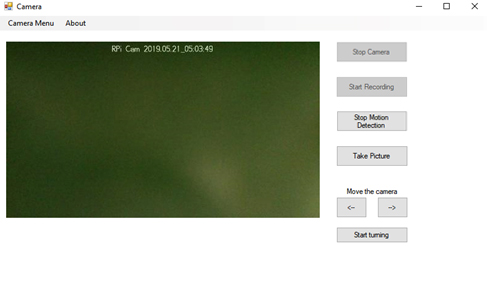 Camera
Camera Menu About
RPi Cam 2019.05.21_05:03:49
Stop Camera
Start Recording
Stop Motion
Detection
Take Picture
Move the camera
<-- -->
Start turning